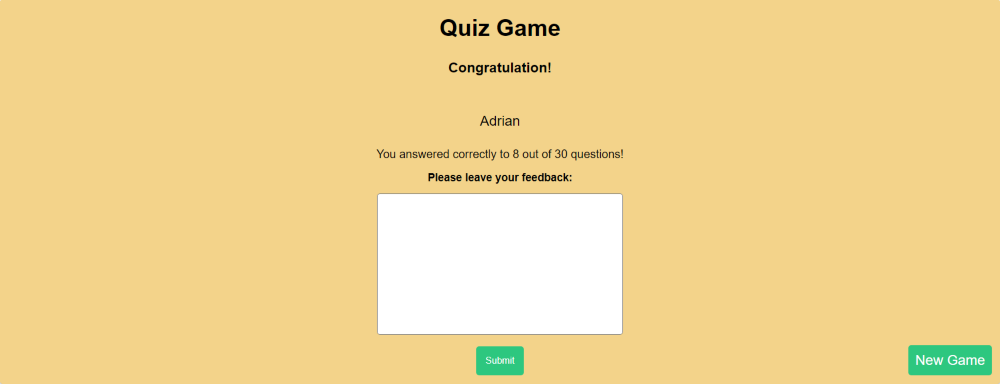 Quiz Game
Congratulation!
Adrian
You answered correctly to 8 out of 30 questions!
Please leave your feedback:
Submit
New Game